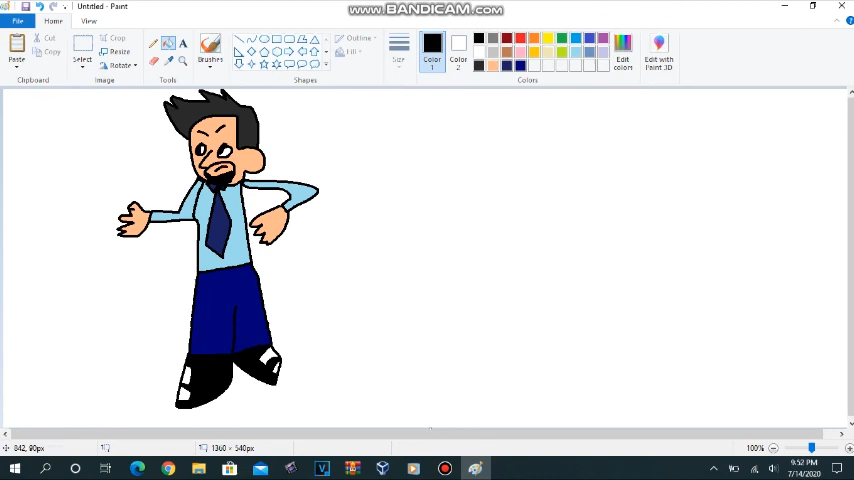 Untitled - Paint
www.BANDICAM.com
File
Home
View
Paste
Cut
Copy
Clipboard
Select
Crop
Resize
Rotate
Image
A
Tools
Brushes
Outline
Fill
Shapes
Size
Color
1
Color
2
Edit
colors
Edit with
Paint 3D
Colors
842, 90px
1360 × 540px
100%
9:52 PM
7/14/2020